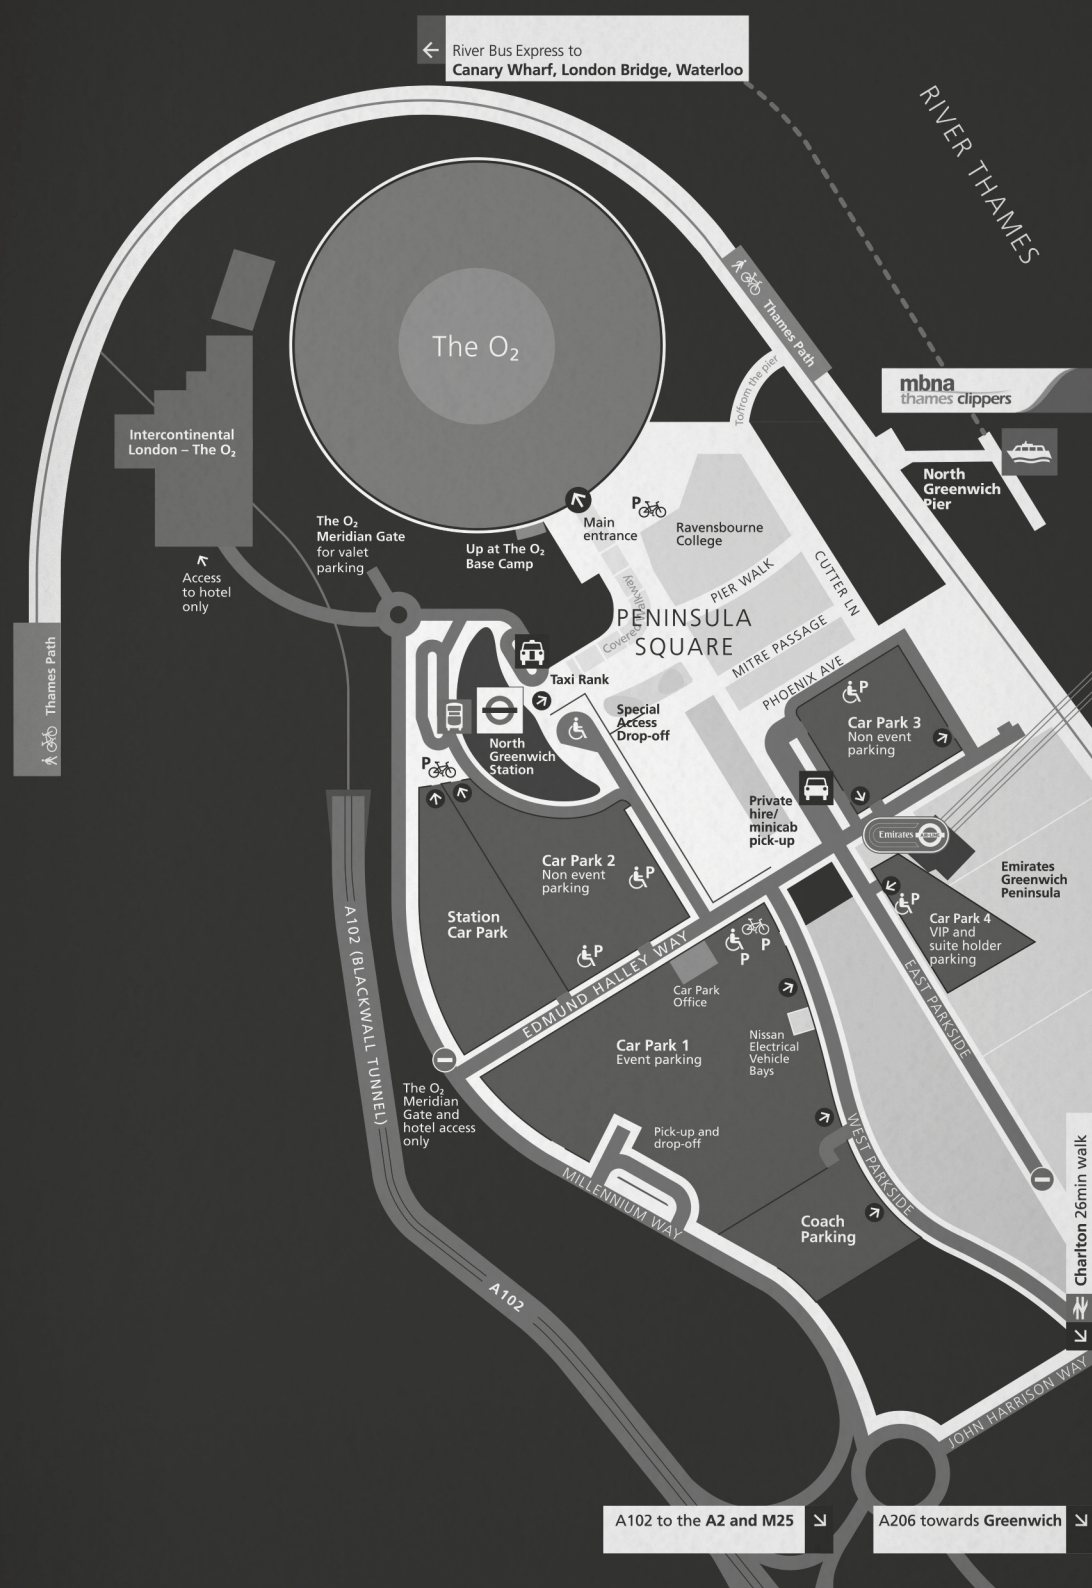 River Bus Express to
Canary Wharf, London Bridge, Waterloo
RIVER THAMES
Thames Path
The O₂
To/from the pier
mbna
thames clippers
North
Greenwich
Pier
Intercontinental
London – The O₂
The O₂
Meridian Gate
for valet
parking
Up at The O₂
Base Camp
Main
entrance
P
Ravensbourne
College
Access
to hotel
only
PIER WALK
CUTTER LN
Covered Walkway
PENINSULA
SQUARE
MITRE PASSAGE
PHOENIX AVE
Thames Path
Taxi Rank
Special
Access
Drop-off
P
Car Park 3
Non event
parking
North
Greenwich
Station
P
Private
hire/
minicab
pick-up
Emirates
AIR LINE
Emirates
Greenwich
Peninsula
Car Park 2
Non event
parking
P
Station
Car Park
P
P
Car Park 4
VIP and
suite holder
parking
P
P
EDMUND HALLEY WAY
Car Park
Office
EAST PARKSIDE
A102 (BLACKWALL TUNNEL)
Car Park 1
Event parking
Nissan
Electrical
Vehicle
Bays
The O₂
Meridian
Gate and
hotel access
only
Pick-up and
drop-off
MILLENNIUM WAY
WEST PARKSIDE
Coach
Parking
Charlton 26min walk
A102
JOHN HARRISON WAY
A102 to the A2 and M25
A206 towards Greenwich